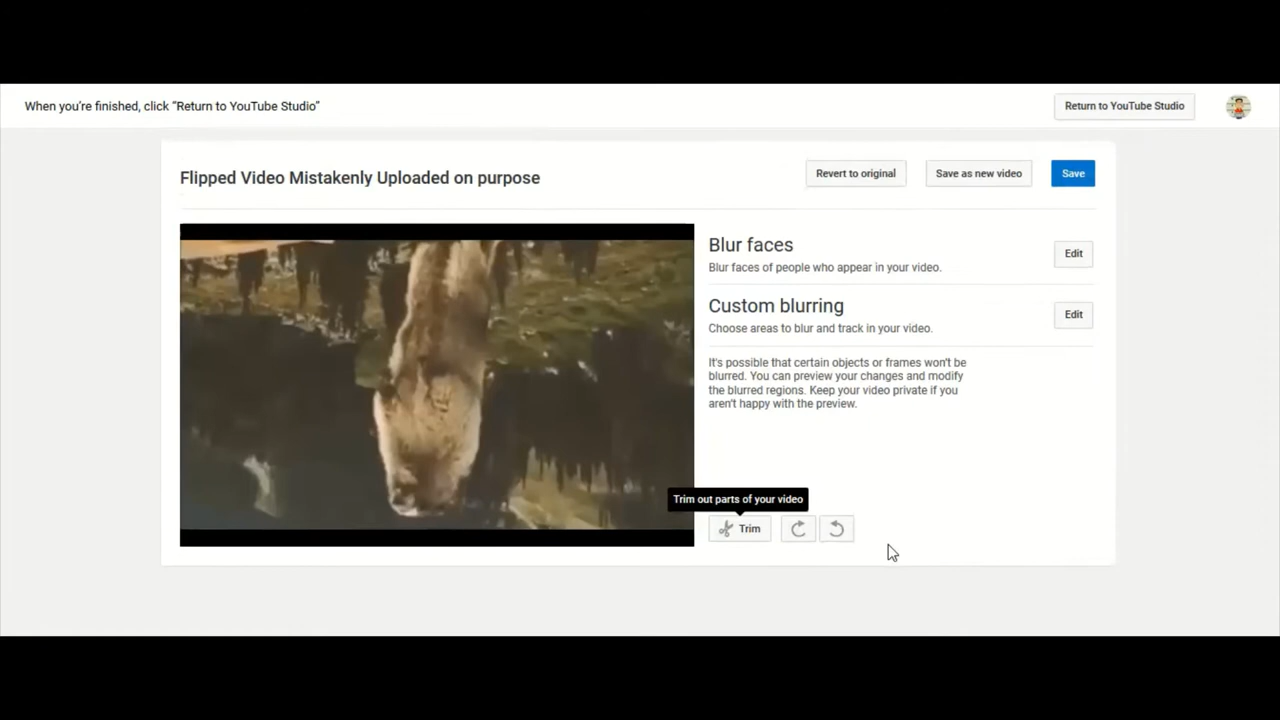 When you're finished, click “Return to YouTube Studio”
Return to YouTube Studio
Flipped Video Mistakenly Uploaded on purpose
Revert to original
Save as new video
Save
Blur faces
Blur faces of people who appear in your video.
Edit
Custom blurring
Choose areas to blur and track in your video.
Edit
It's possible that certain objects or frames won't be
blurred. You can preview your changes and modify
the blurred regions. Keep your video private if you
aren't happy with the preview.
Trim out parts of your video
Trim